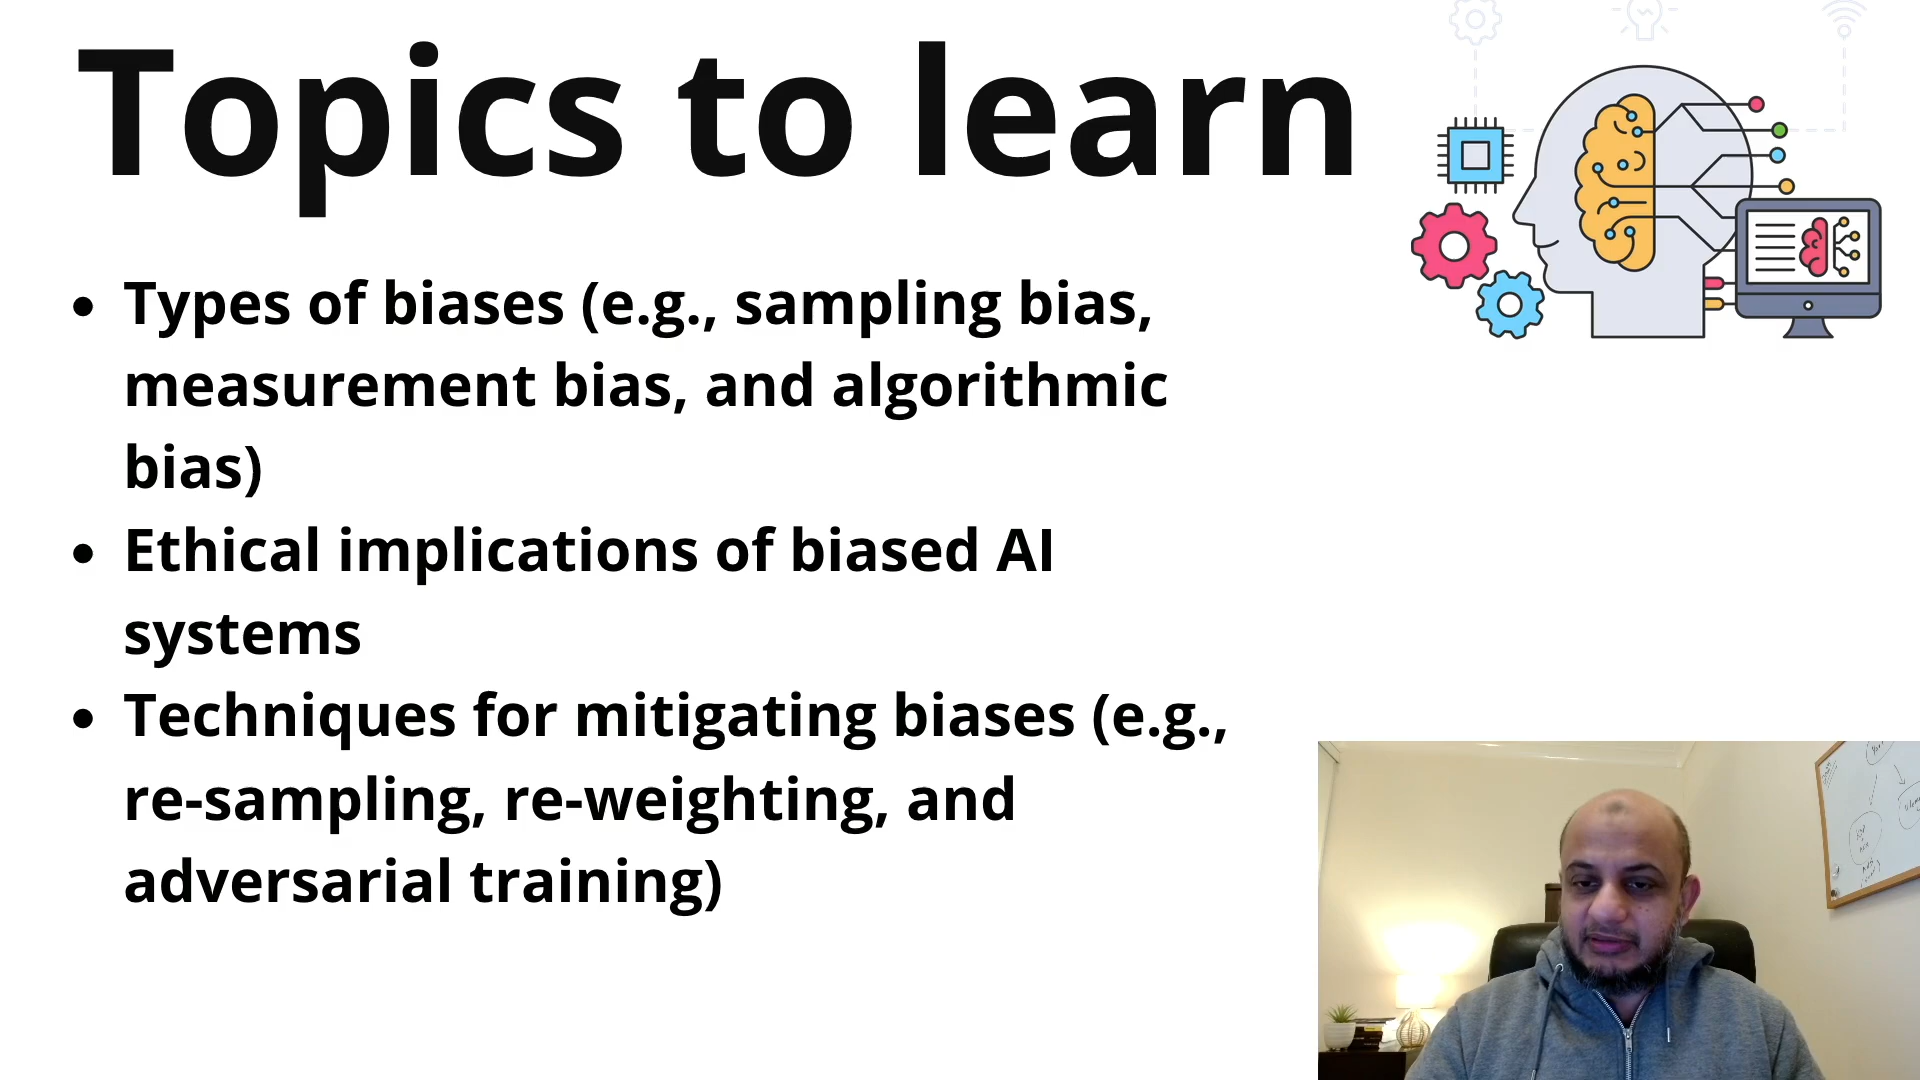 Topics to learn
• Types of biases (e.g., sampling bias,
measurement bias, and algorithmic
bias)
• Ethical implications of biased AI
systems
• Techniques for mitigating biases (e.g.,
re-sampling, re-weighting, and
adversarial training)